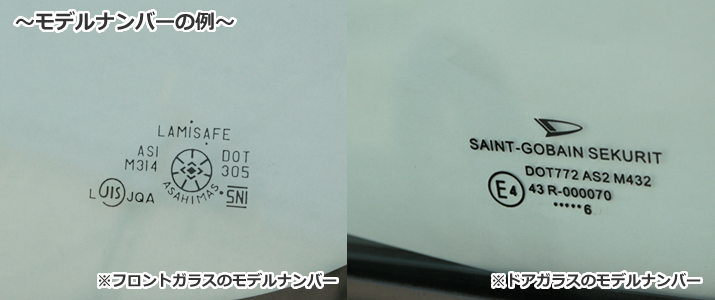 ～モデルナンバーの例～
LAMISAFE
AS1 DOT
M314 305
ASAHIMAS
L JIS JQA SNI
※フロントガラスのモデルナンバー
SAINT-GOBAIN SEKURIT
DOT772 AS2 M432
E4 43 R-000070
•••••6
※ドアガラスのモデルナンバー